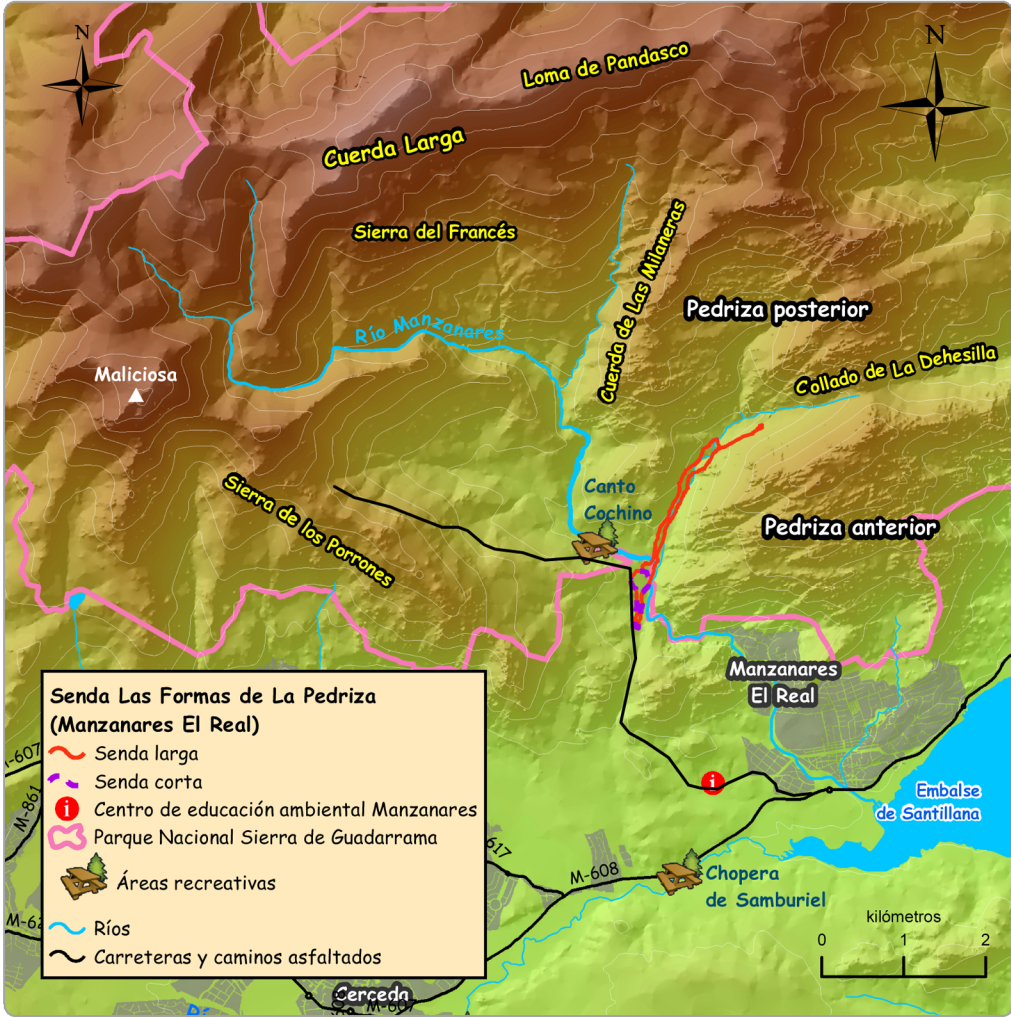 N
N
Loma de Pandasco
Cuerda Larga
Sierra del Francés
Cuerda de Las Milaneras
Pedriza posterior
Río Manzanares
Collado de La Dehesilla
Maliciosa
Canto
Cochino
Sierra de los Porrones
Pedriza anterior
Manzanares
El Real
Senda Las Formas de La Pedriza
(Manzanares El Real)
Senda larga
Senda corta
i
Centro de educación ambiental Manzanares
Parque Nacional Sierra de Guadarrama
Áreas recreativas
Ríos
Carreteras y caminos asfaltados
-607
M-861
M-62
617
M-608
i
Embalse
de Santillana
Chopera
de Samburiel
kilómetros
0 1 2
Cerceda
M-607